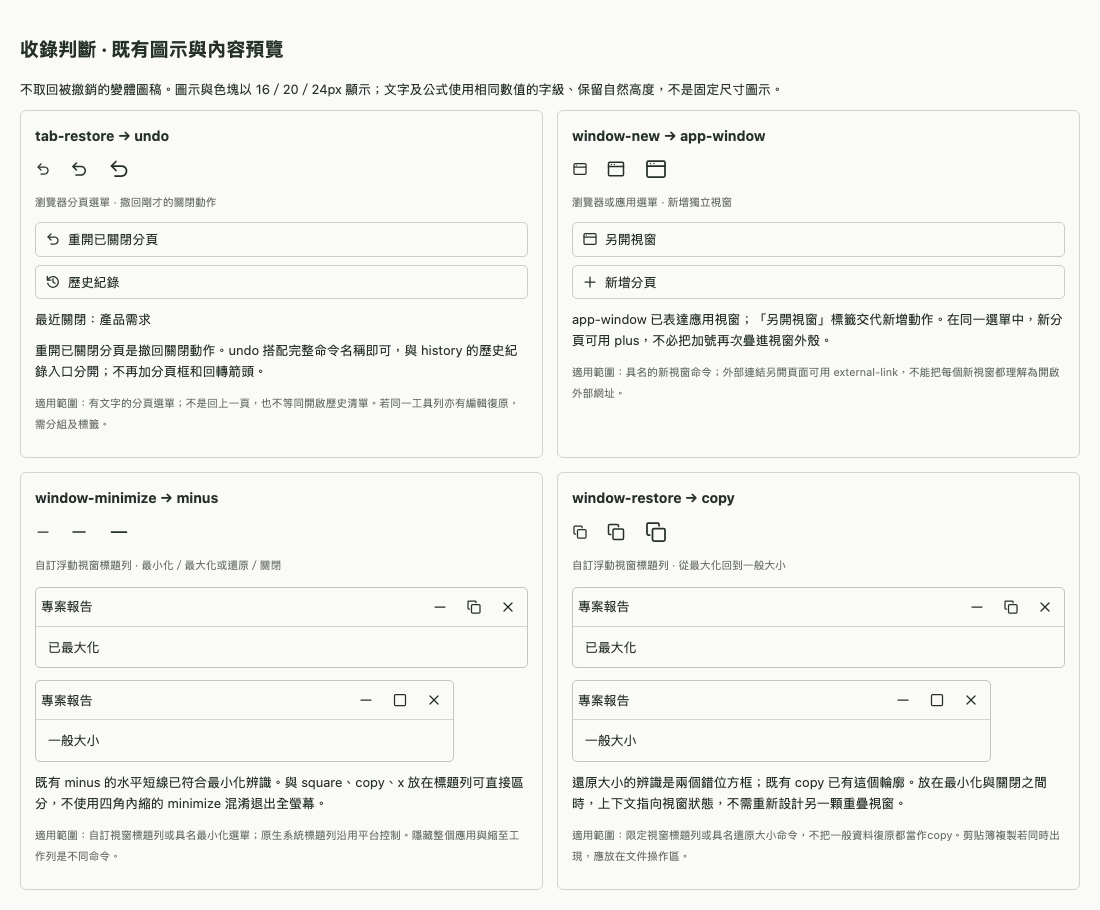 收錄判斷 · 既有圖示與內容預覽
不取回被撤銷的變體圖稿。圖示與色塊以 16 / 20 / 24px 顯示；文字及公式使用相同數值的字級、保留自然高度，不是固定尺寸圖示。
tab-restore → undo
瀏覽器分頁選單 · 撤回剛才的關閉動作
重開已關閉分頁
歷史紀錄
最近關閉：產品需求
重開已關閉分頁是撤回關閉動作。undo 搭配完整命令名稱即可，與 history 的歷史紀
錄入口分開；不再加分頁框和回轉箭頭。
適用範圍：有文字的分頁選單；不是回上一頁，也不等同開啟歷史清單。若同一工具列亦有編輯復原，
需分組及標籤。
window-new → app-window
瀏覽器或應用選單 · 新增獨立視窗
另開視窗
新增分頁
app-window 已表達應用視窗；「另開視窗」標籤交代新增動作。在同一選單中，新分
頁可用 plus，不必把加號再次疊進視窗外殼。
適用範圍：具名的新視窗命令；外部連結另開頁面可用 external-link，不能把每個新視窗都理解為開啟
外部網址。
window-minimize → minus
自訂浮動視窗標題列 · 最小化 / 最大化或還原 / 關閉
專案報告
已最大化
專案報告
一般大小
既有 minus 的水平短線已符合最小化辨識。與 square、copy、x 放在標題列可直接區
分，不使用四角內縮的 minimize 混淆退出全螢幕。
適用範圍：自訂視窗標題列或具名最小化選單；原生系統標題列沿用平台控制。隱藏整個應用與縮至工
作列是不同命令。
window-restore → copy
自訂浮動視窗標題列 · 從最大化回到一般大小
專案報告
已最大化
專案報告
一般大小
還原大小的辨識是兩個錯位方框；既有 copy 已有這個輪廓。放在最小化與關閉之間
時，上下文指向視窗狀態，不需重新設計另一顆重疊視窗。
適用範圍：限定視窗標題列或具名還原大小命令，不把一般資料復原都當作copy。剪貼簿複製若同時出
現，應放在文件操作區。